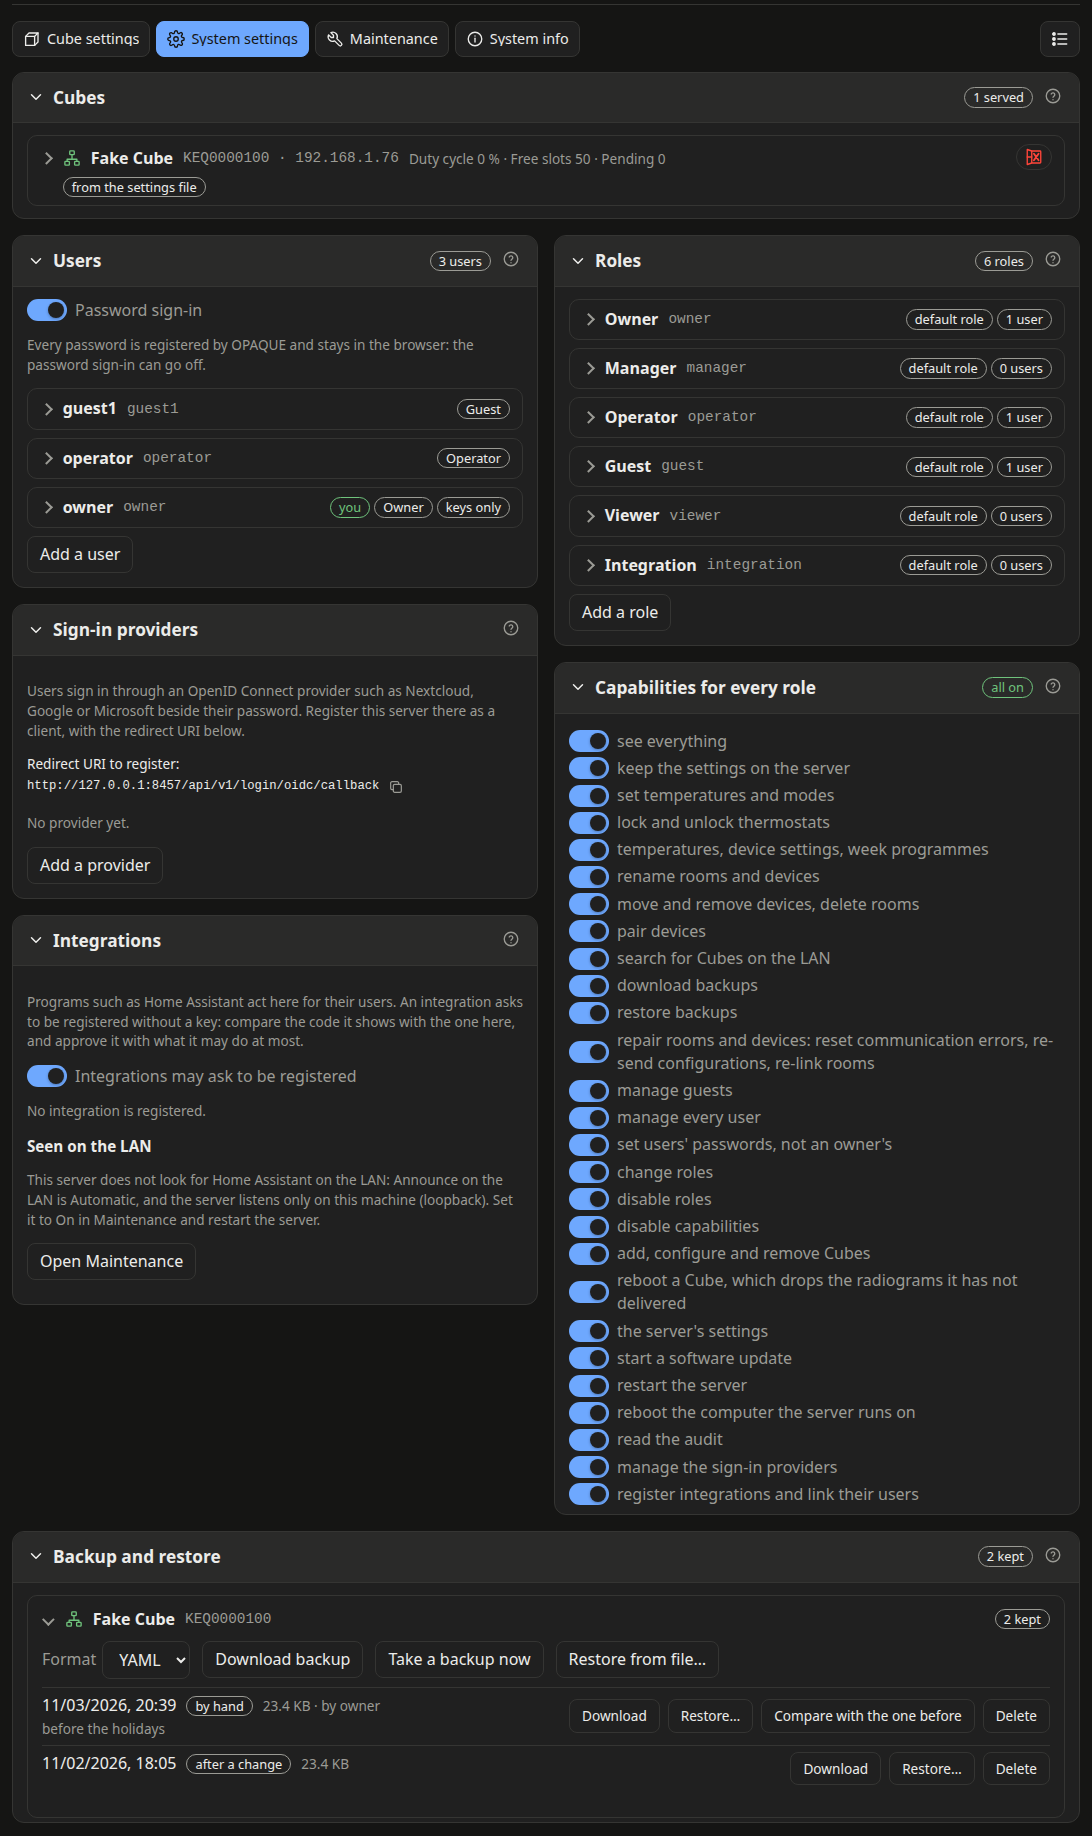 Cube settings
System settings
Maintenance
System info
Cubes
1 served
Fake Cube KEQ0000100 · 192.168.1.76 Duty cycle 0 % · Free slots 50 · Pending 0
from the settings file
Users
3 users
Password sign-in
Every password is registered by OPAQUE and stays in the browser: the
password sign-in can go off.
guest1 guest1 Guest
operator operator Operator
owner owner you Owner keys only
Add a user
Sign-in providers
Users sign in through an OpenID Connect provider such as Nextcloud,
Google or Microsoft beside their password. Register this server there as a
client, with the redirect URI below.
Redirect URI to register:
http://127.0.0.1:8457/api/v1/login/oidc/callback
No provider yet.
Add a provider
Integrations
Programs such as Home Assistant act here for their users. An integration asks
to be registered without a key: compare the code it shows with the one here,
and approve it with what it may do at most.
Integrations may ask to be registered
No integration is registered.
Seen on the LAN
This server does not look for Home Assistant on the LAN: Announce on the
LAN is Automatic, and the server listens only on this machine (loopback). Set
it to On in Maintenance and restart the server.
Open Maintenance
Roles
6 roles
Owner owner default role 1 user
Manager manager default role 0 users
Operator operator default role 1 user
Guest guest default role 1 user
Viewer viewer default role 0 users
Integration integration default role 0 users
Add a role
Capabilities for every role
all on
see everything
keep the settings on the server
set temperatures and modes
lock and unlock thermostats
temperatures, device settings, week programmes
rename rooms and devices
move and remove devices, delete rooms
pair devices
search for Cubes on the LAN
download backups
restore backups
repair rooms and devices: reset communication errors, re-
send configurations, re-link rooms
manage guests
manage every user
set users' passwords, not an owner's
change roles
disable roles
disable capabilities
add, configure and remove Cubes
reboot a Cube, which drops the radiograms it has not
delivered
the server's settings
start a software update
restart the server
reboot the computer the server runs on
read the audit
manage the sign-in providers
register integrations and link their users
Backup and restore
2 kept
Fake Cube KEQ0000100 2 kept
Format YAML Download backup Take a backup now Restore from file...
11/03/2026, 20:39 by hand 23.4 KB · by owner
before the holidays
Download Restore... Compare with the one before Delete
11/02/2026, 18:05 after a change 23.4 KB
Download Restore... Delete